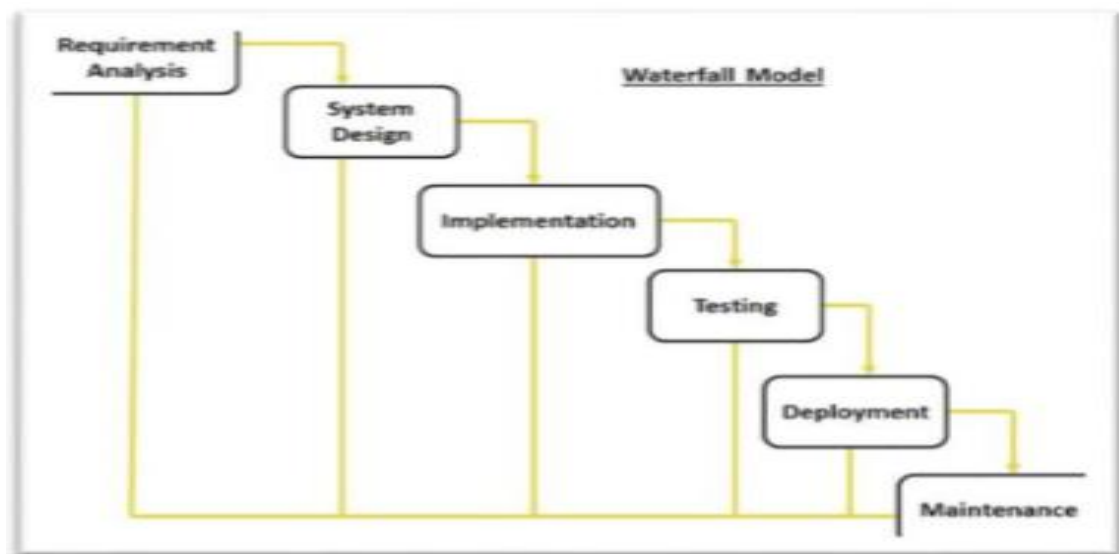 Requirement
Analysis
Waterfall Model
System
Design
Implementation
Testing
Deployment
Maintenance